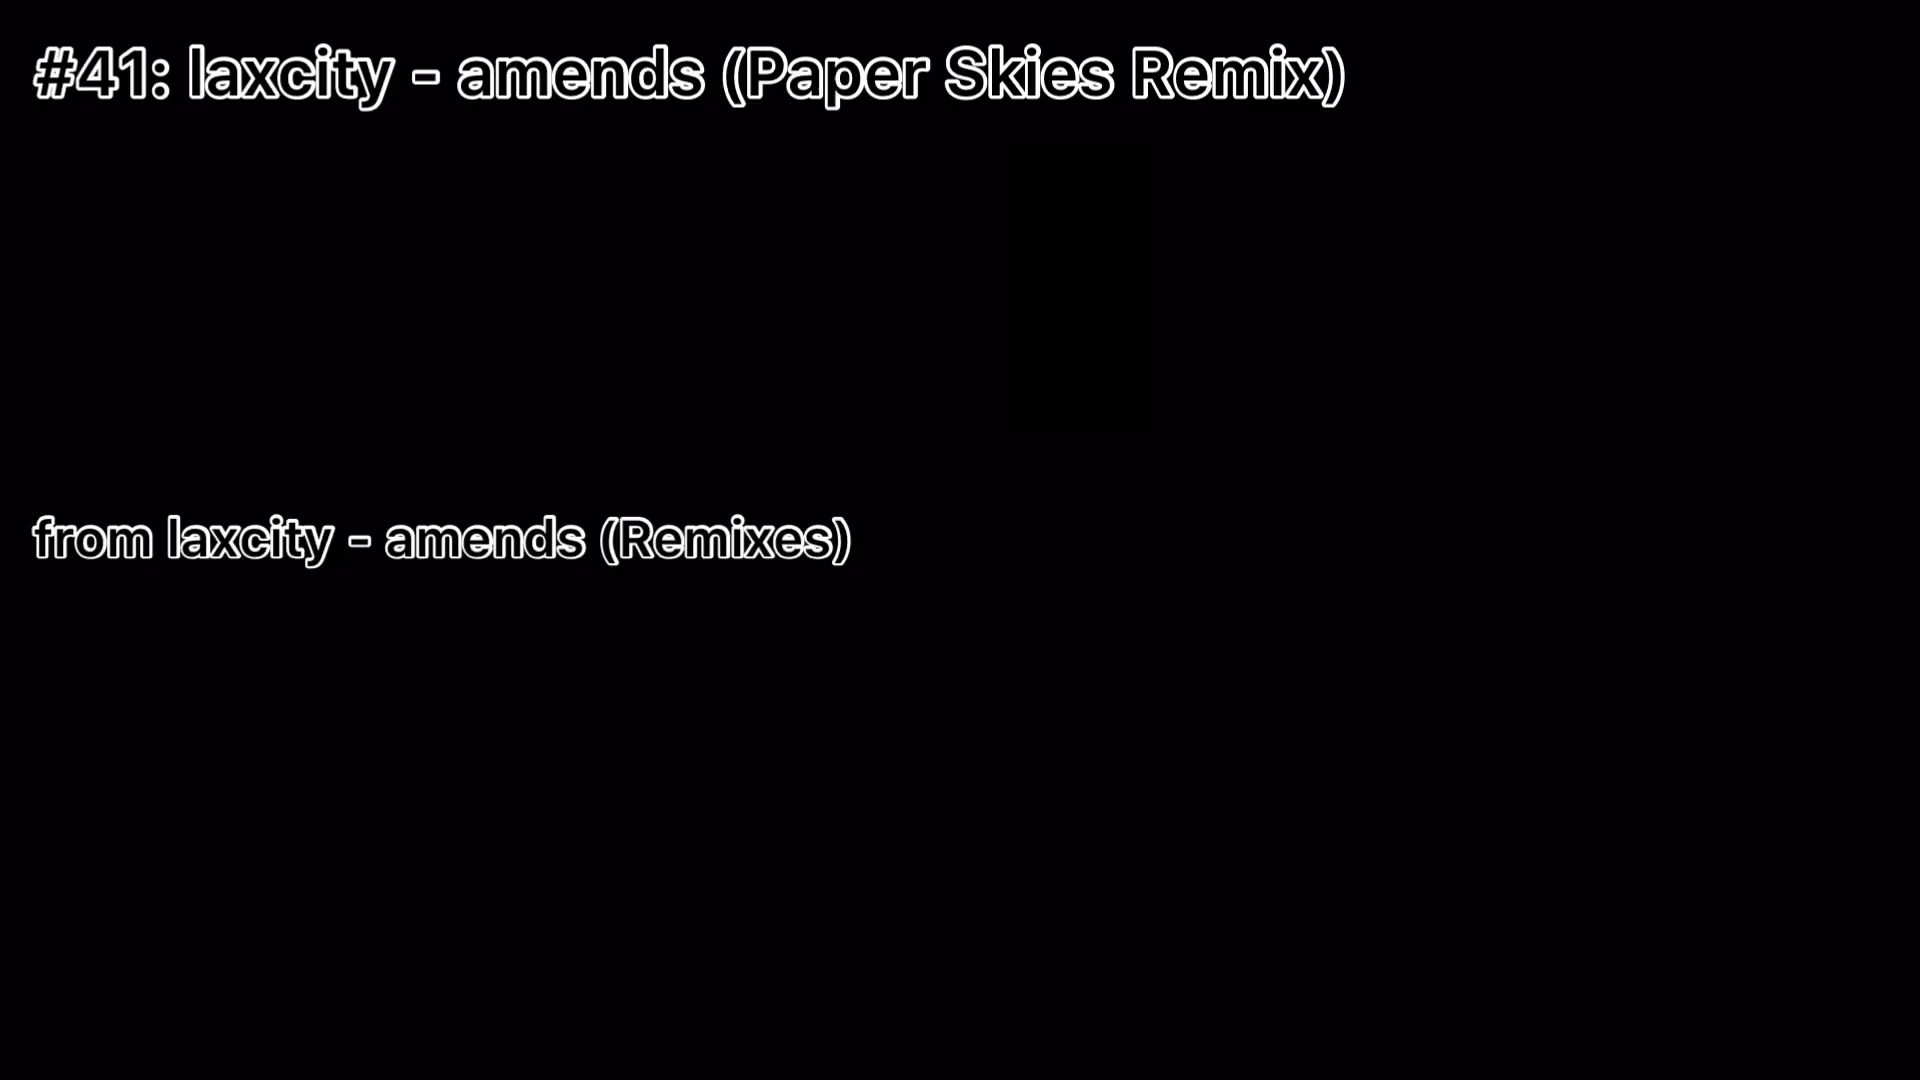 #41: laxcity - amends (Paper Skies Remix)
from laxcity - amends (Remixes)